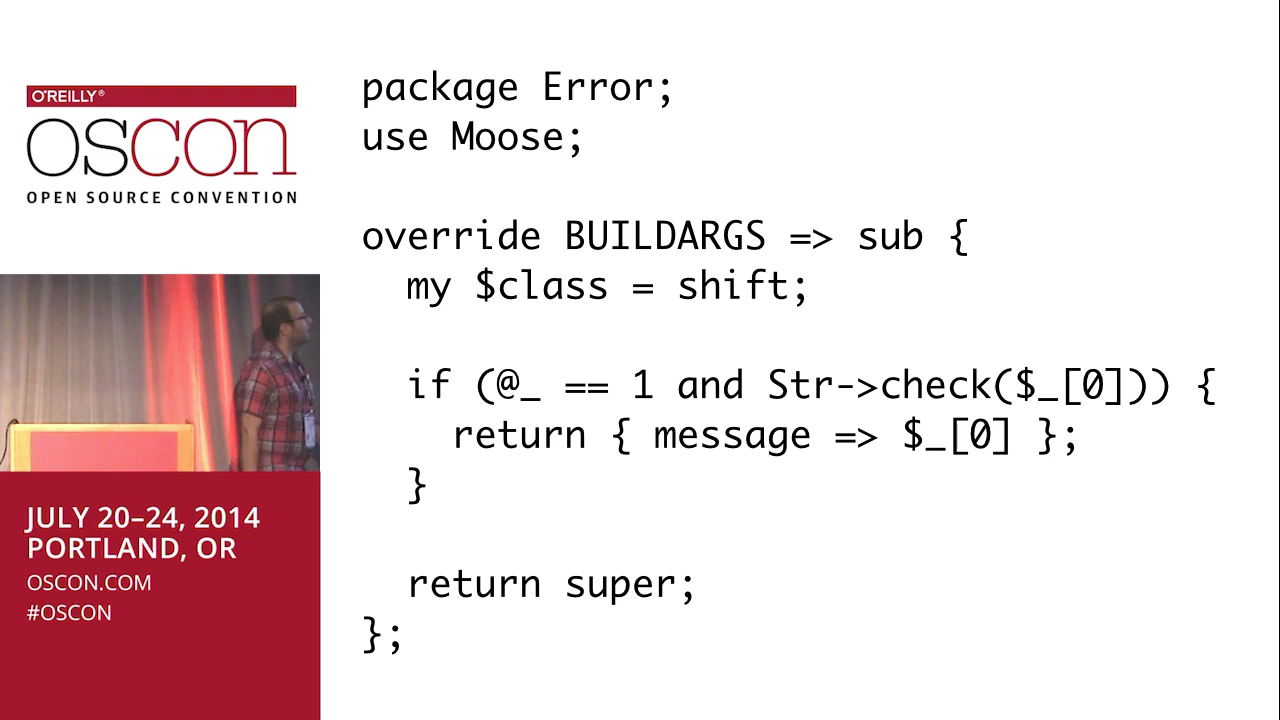 O'REILLY®
OSCON
OPEN SOURCE CONVENTION
JULY 20–24, 2014
PORTLAND, OR
OSCON.COM
#OSCON
package Error;
use Moose;
override BUILDARGS => sub {
my $class = shift;
if (@_ == 1 and Str->check($_[0])) {
return { message => $_[0] };
}
return super;
};